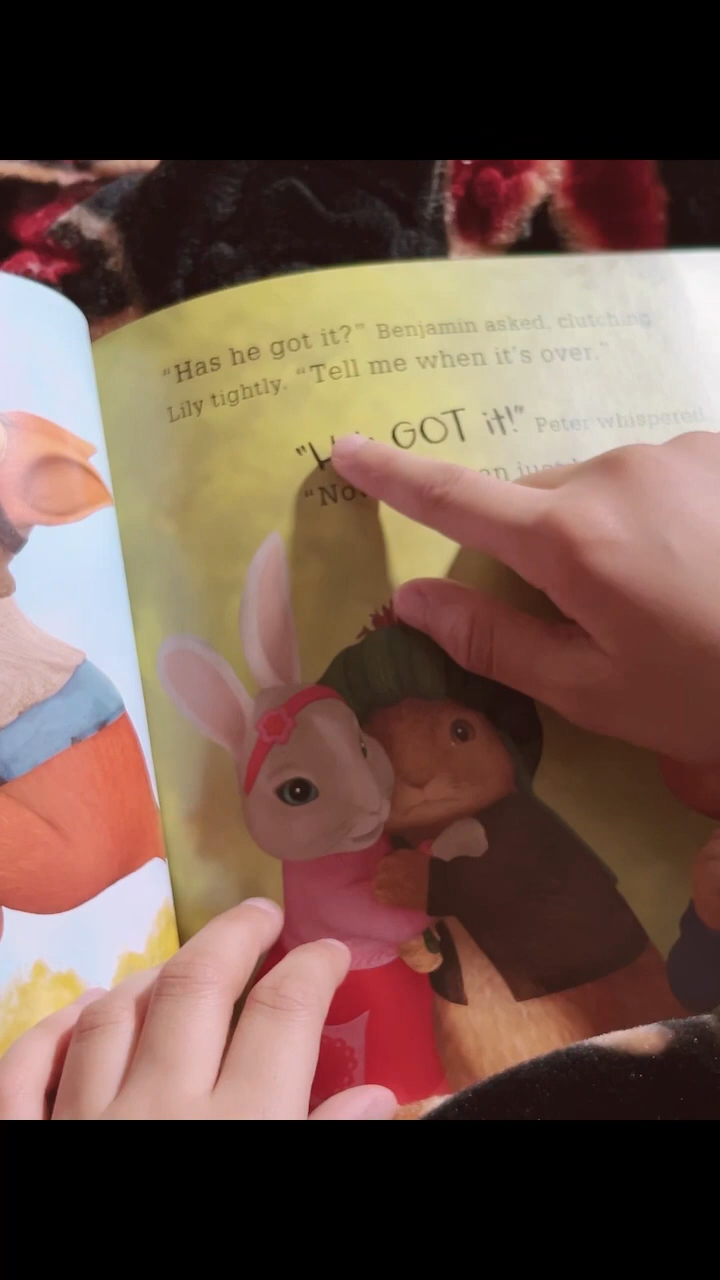 “Has he got it?” Benjamin asked, clutching
Lily tightly. “Tell me when it’s over.”
GOT it!” Peter whispered.
“No